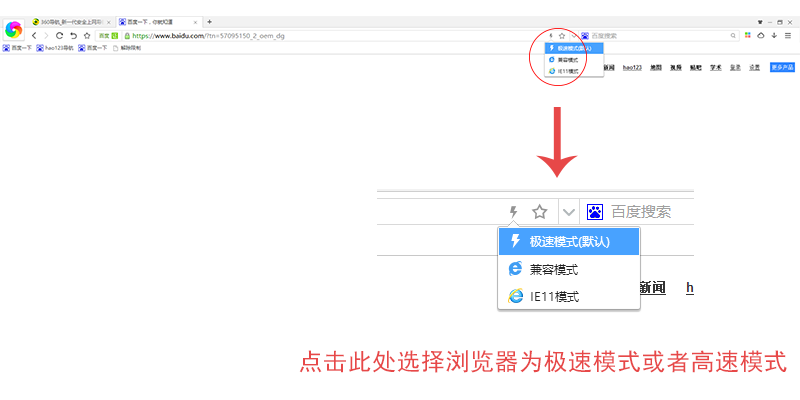 360导航_新一代安全上网导
百度一下，你就知道
百度
https://www.baidu.com/?tn=57095150_2_oem_dg
百度搜索
百度一下
hao123导航
百度一下
解除限制
极速模式(默认)
兼容模式
IE11模式
新闻
hao123
地图
视频
贴吧
学术
登录
设置
更多产品
百度搜索
极速模式(默认)
兼容模式
IE11模式
新闻
h
点击此处选择浏览器为极速模式或者高速模式